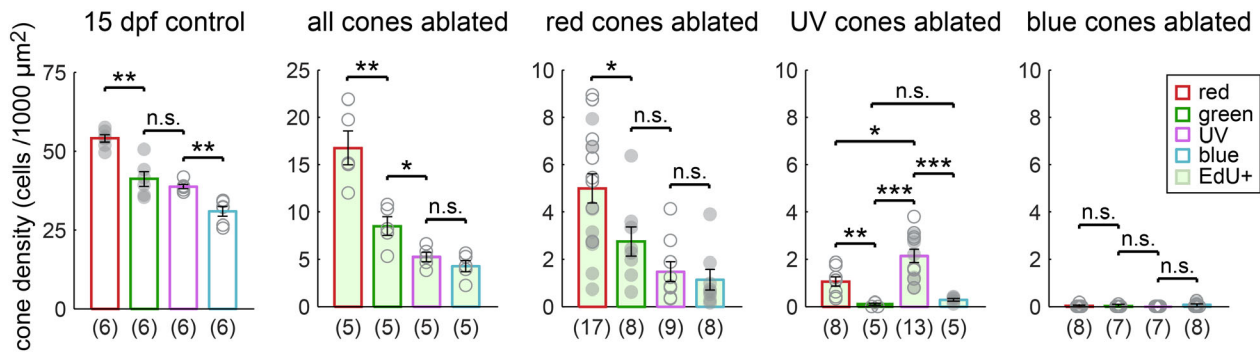 15 dpf control
all cones ablated
red cones ablated
UV cones ablated
blue cones ablated
cone density (cells /1000 µm²)
75
50
25
0
**
n.s.
**
(6) (6) (6) (6)
25
20
15
10
5
0
**
*
n.s.
(5) (5) (5) (5)
10
8
6
4
2
0
*
n.s.
n.s.
(17) (8) (9) (8)
10
8
6
4
2
0
n.s.
*
***
***
**
(8) (5) (13) (5)
10
8
6
4
2
0
n.s.
n.s.
n.s.
(8) (7) (7) (8)
red
green
UV
blue
EdU+